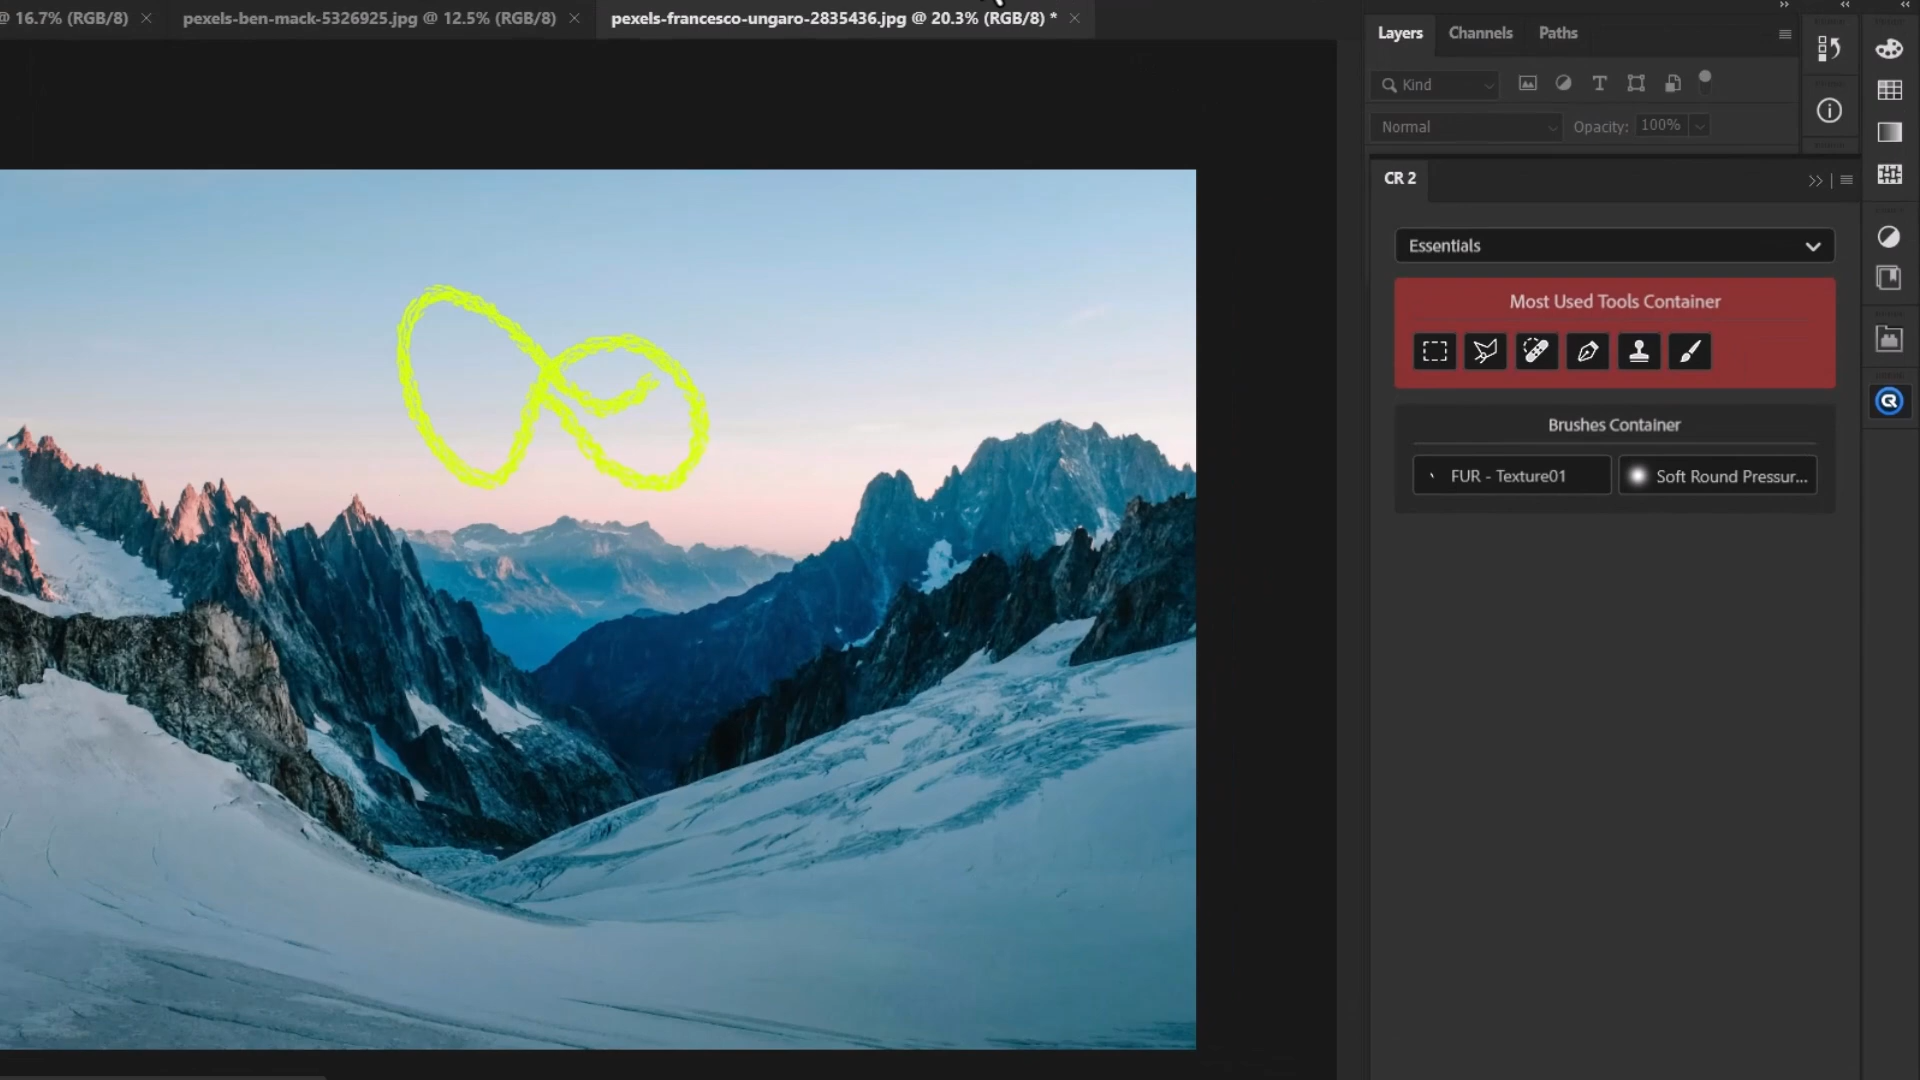 @ 16.7% (RGB/8)
pexels-ben-mack-5326925.jpg @ 12.5% (RGB/8)
pexels-francesco-ungaro-2835436.jpg @ 20.3% (RGB/8) *
Layers
Channels
Paths
Kind
Normal
Opacity: 100%
CR 2
Essentials
Most Used Tools Container
Brushes Container
FUR - Texture01
Soft Round Pressur...